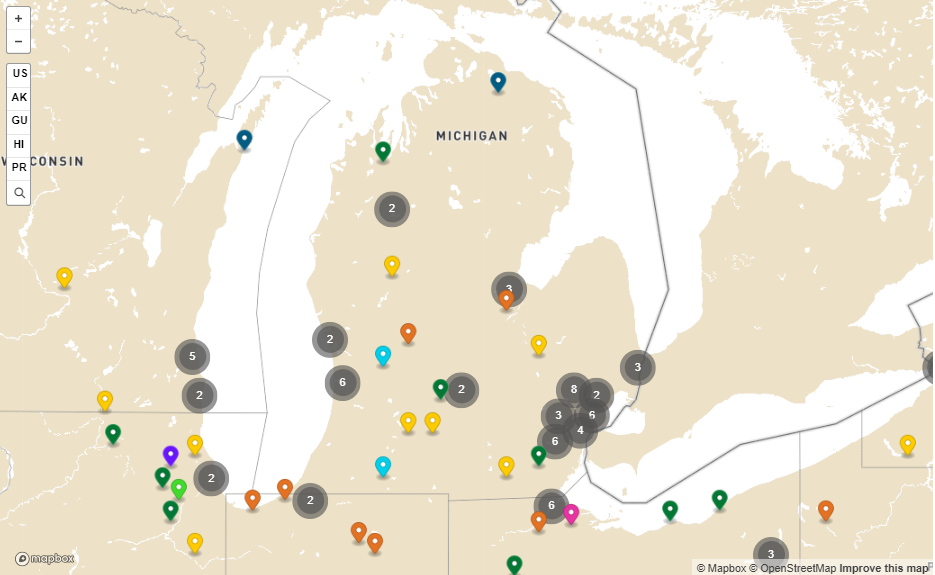 +
−
US
AK
GU
HI
PR
MICHIGAN
WISCONSIN
2
3
2
5
6
2
2
3
8
2
3
6
4
6
2
2
6
3
mapbox
© Mapbox © OpenStreetMap Improve this map